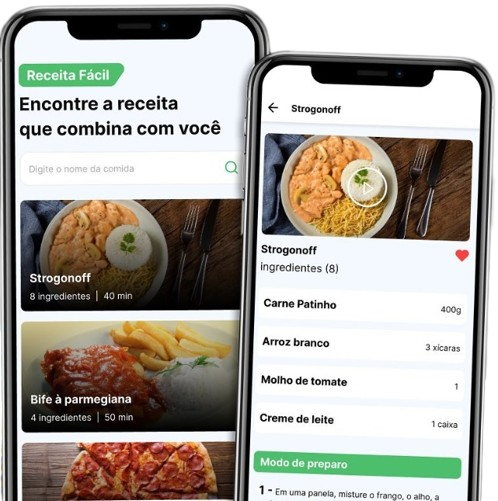 Receita Fácil
Encontre a receita
que combina com você
Digite o nome da comida
Strogonoff
8 ingredientes | 40 min
Bife à parmegiana
4 ingredientes | 50 min
Strogonoff
Strogonoff
ingredientes (8)
Carne Patinho 400g
Arroz branco 3 xícaras
Molho de tomate 1
Creme de leite 1 caixa
Modo de preparo
1 - Em uma panela, misture o frango, o alho, a